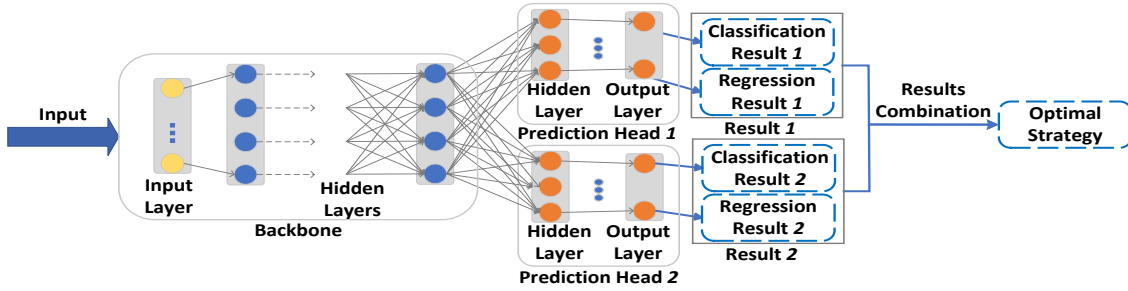 Input
Input
Layer
Hidden
Layers
Backbone
Hidden
Layer
Output
Layer
Prediction Head 1
Classification
Result 1
Regression
Result 1
Result 1
Hidden
Layer
Output
Layer
Prediction Head 2
Classification
Result 2
Regression
Result 2
Result 2
Results
Combination
Optimal
Strategy